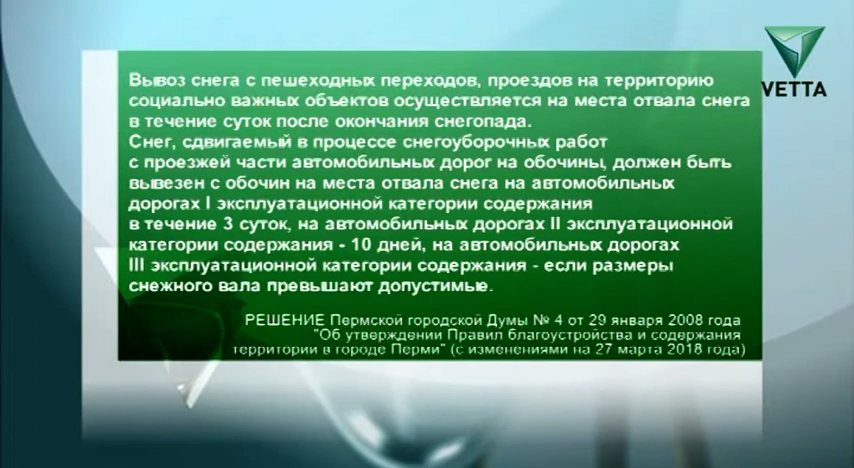 VETTA
Вывоз снега с пешеходных переходов, проездов на территорию
социально важных объектов осуществляется на места отвала снега
в течение суток после окончания снегопада.
Снег, сдвигаемый в процессе снегоуборочных работ
с проезжей части автомобильных дорог на обочины, должен быть
вывезен с обочин на места отвала снега на автомобильных
дорогах I эксплуатационной категории содержания
в течение 3 суток, на автомобильных дорогах II эксплуатационной
категории содержания - 10 дней, на автомобильных дорогах
III эксплуатационной категории содержания - если размеры
снежного вала превышают допустимые.
РЕШЕНИЕ Пермской городской Думы № 4 от 29 января 2008 года
"Об утверждении Правил благоустройства и содержания
территории в городе Перми" (с изменениями на 27 марта 2018 года)